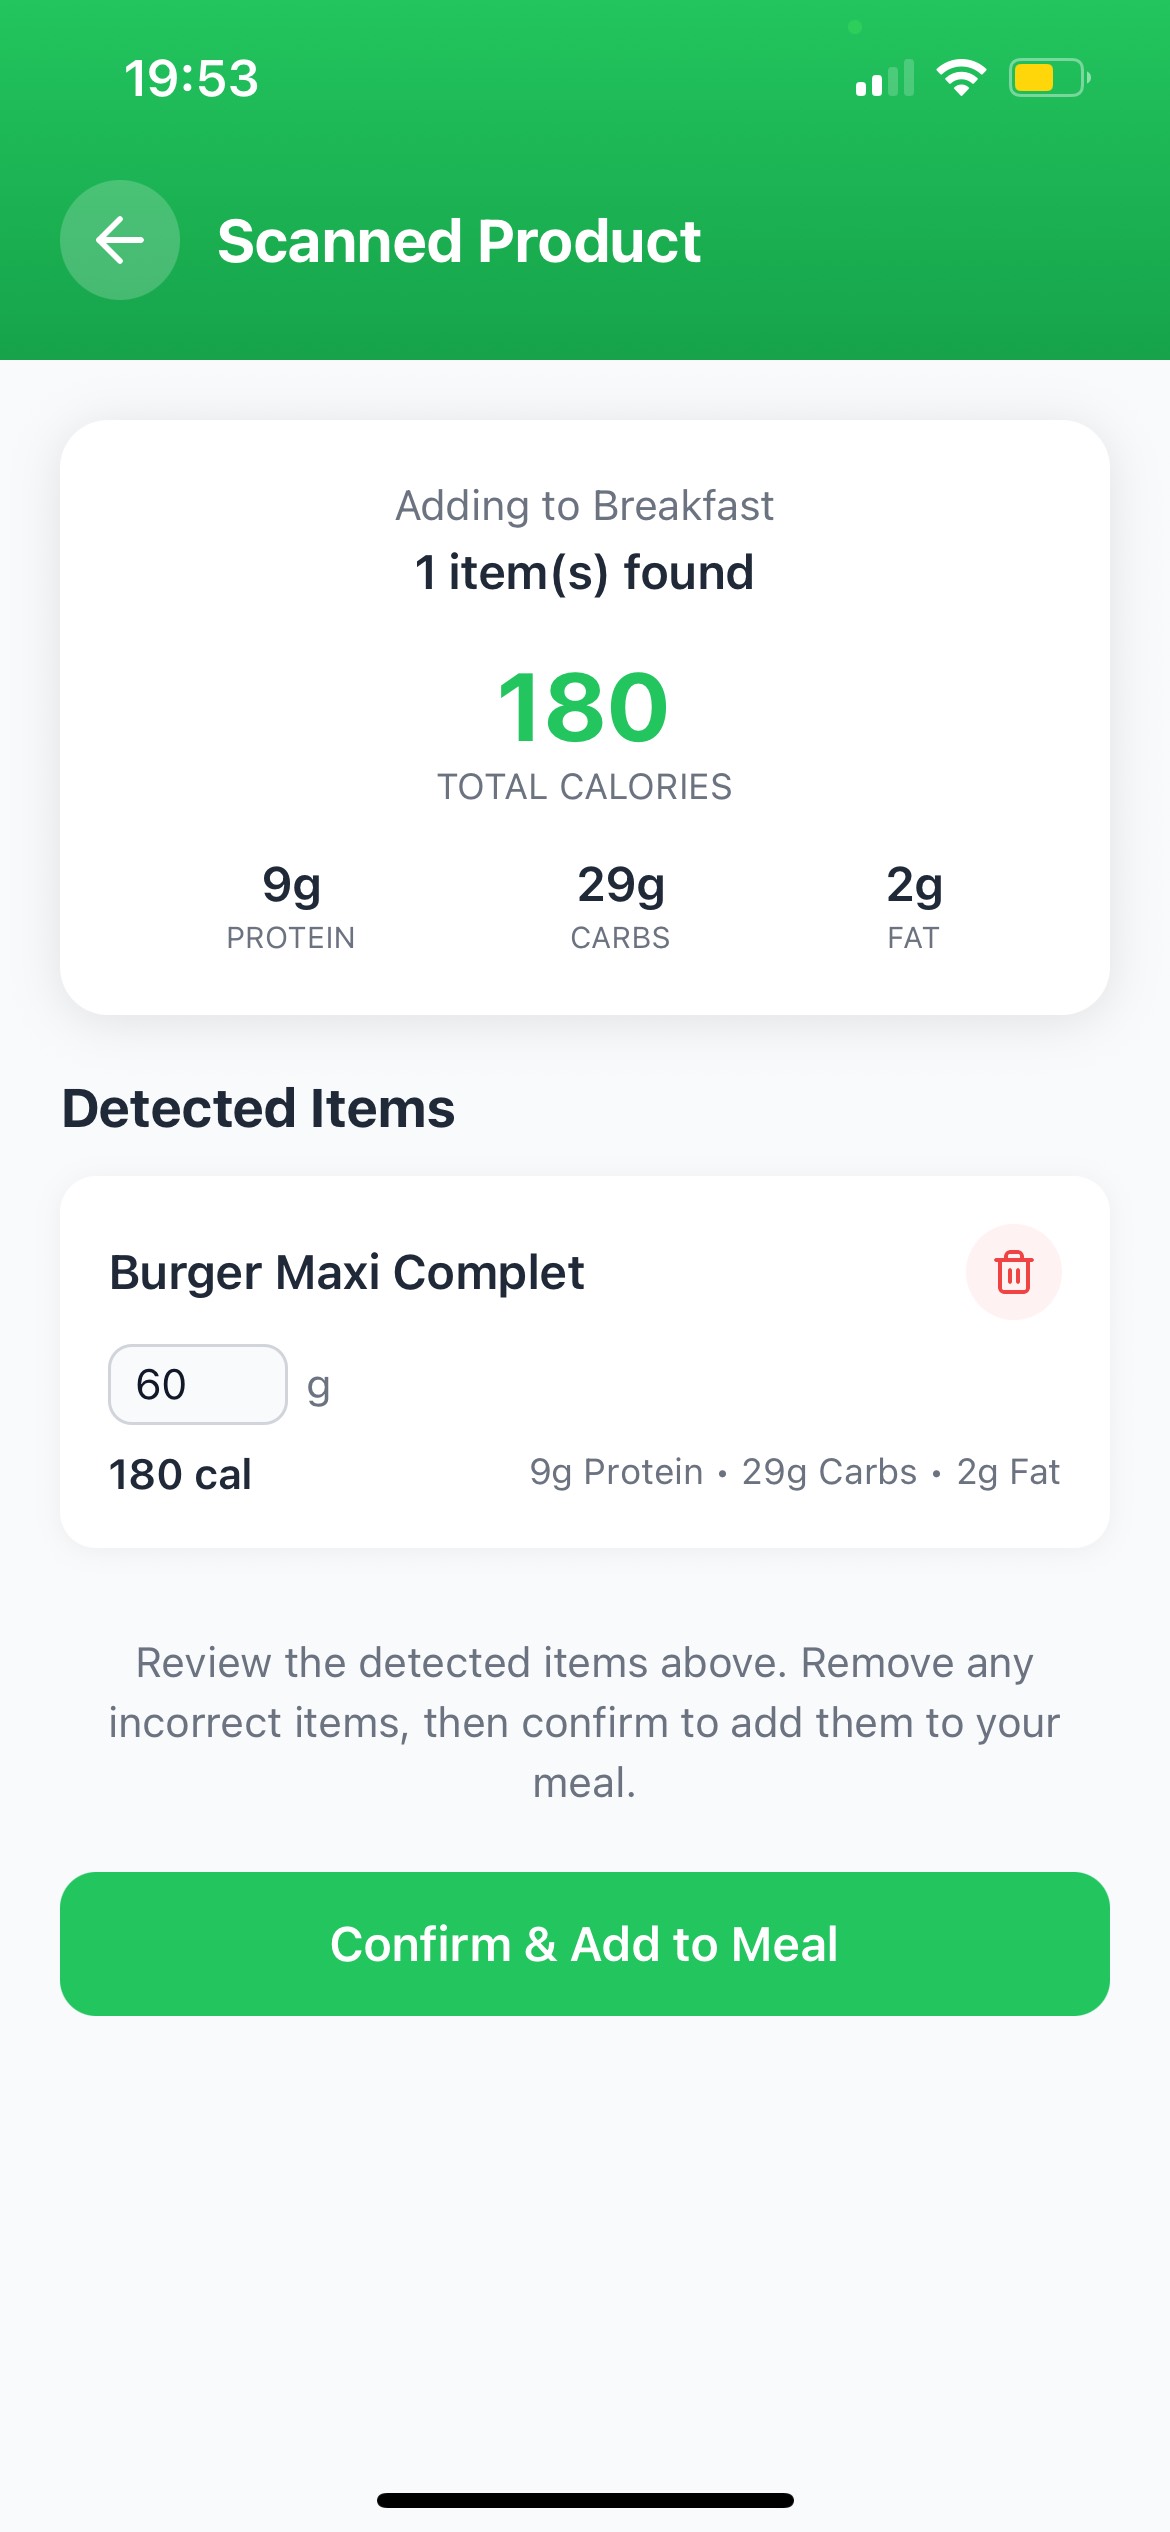 19:53
Scanned Product
Adding to Breakfast
1 item(s) found
180
TOTAL CALORIES
9g 29g 2g
PROTEIN CARBS FAT
Detected Items
Burger Maxi Complet
60 g
180 cal 9g Protein • 29g Carbs • 2g Fat
Review the detected items above. Remove any
incorrect items, then confirm to add them to your
meal.
Confirm & Add to Meal